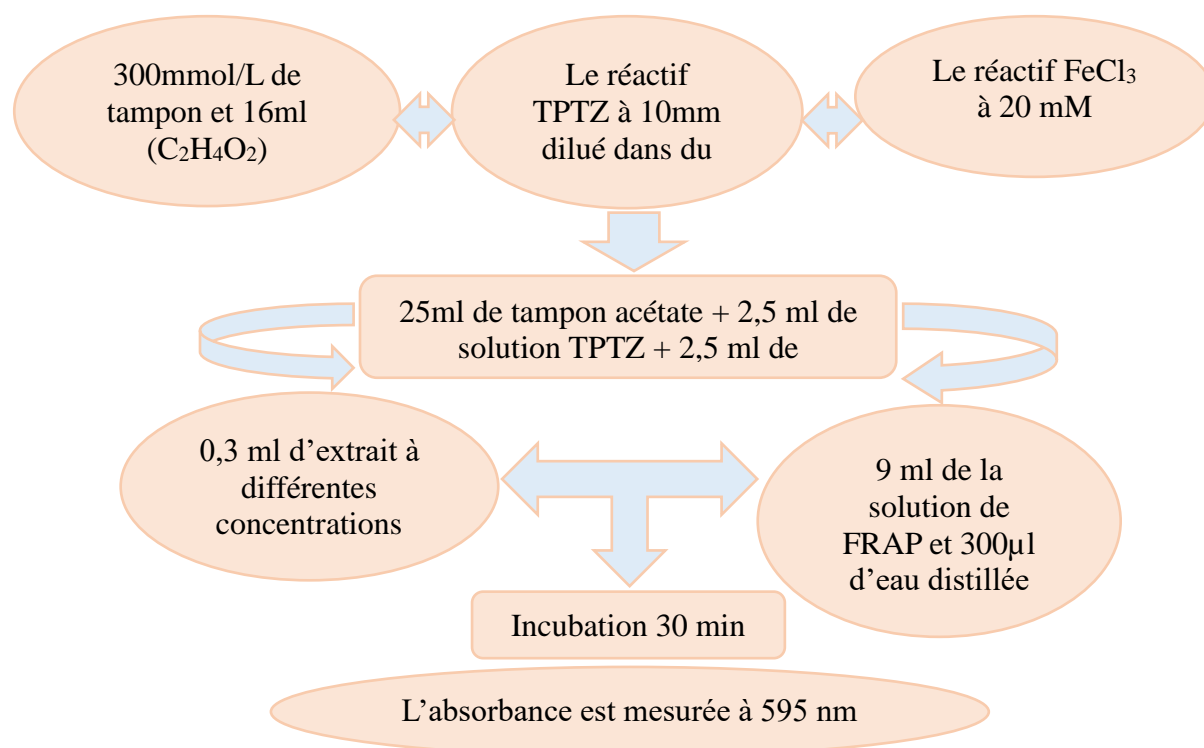 300mmol/L de
tampon et 16ml
(C₂H₄O₂)
Le réactif
TPTZ à 10mm
dilué dans du
Le réactif FeCl₃
à 20 mM
25ml de tampon acétate + 2,5 ml de
solution TPTZ + 2,5 ml de
0,3 ml d’extrait à
différentes
concentrations
9 ml de la
solution de
FRAP et 300µl
d’eau distillée
Incubation 30 min
L’absorbance est mesurée à 595 nm